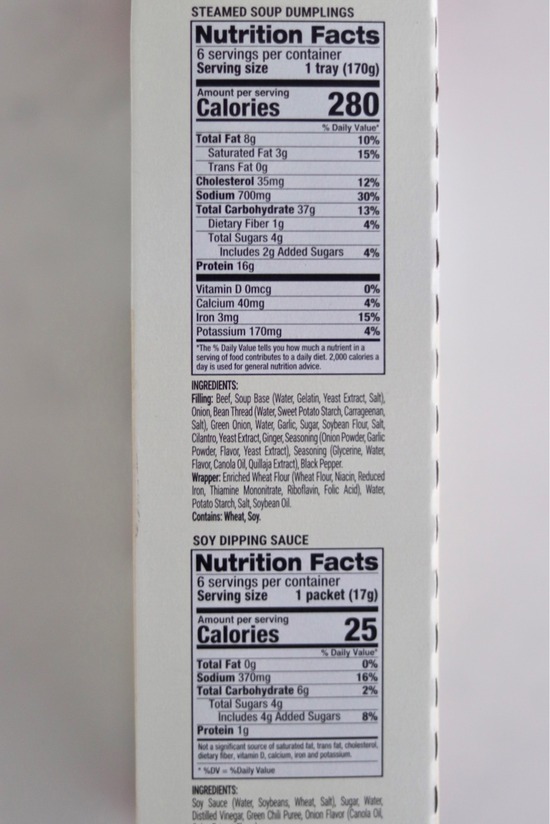 STEAMED SOUP DUMPLINGS
Nutrition Facts
6 servings per container
Serving size 1 tray (170g)
Amount per serving
Calories 280
% Daily Value*
Total Fat 8g 10%
Saturated Fat 3g 15%
Trans Fat 0g
Cholesterol 35mg 12%
Sodium 700mg 30%
Total Carbohydrate 37g 13%
Dietary Fiber 1g 4%
Total Sugars 4g
Includes 2g Added Sugars 4%
Protein 16g
Vitamin D 0mcg 0%
Calcium 40mg 4%
Iron 3mg 15%
Potassium 170mg 4%
*The % Daily Value tells you how much a nutrient in a
serving of food contributes to a daily diet. 2,000 calories a
day is used for general nutrition advice.
INGREDIENTS:
Filling: Beef, Soup Base (Water, Gelatin, Yeast Extract, Salt),
Onion, Bean Thread (Water, Sweet Potato Starch, Carrageenan,
Salt), Green Onion, Water, Garlic, Sugar, Soybean Flour, Salt,
Cilantro, Yeast Extract, Ginger, Seasoning (Onion Powder, Garlic
Powder, Flavor, Yeast Extract), Seasoning (Glycerine, Water,
Flavor, Canola Oil, Quillaja Extract), Black Pepper.
Wrapper: Enriched Wheat Flour (Wheat Flour, Niacin, Reduced
Iron, Thiamine Mononitrate, Riboflavin, Folic Acid), Water,
Potato Starch, Salt, Soybean Oil.
Contains: Wheat, Soy.
SOY DIPPING SAUCE
Nutrition Facts
6 servings per container
Serving size 1 packet (17g)
Amount per serving
Calories 25
% Daily Value*
Total Fat 0g 0%
Sodium 370mg 16%
Total Carbohydrate 6g 2%
Total Sugars 4g
Includes 4g Added Sugars 8%
Protein 1g
Not a significant source of saturated fat, trans fat, cholesterol,
dietary fiber, vitamin D, calcium, iron and potassium.
* %DV = %Daily Value
INGREDIENTS:
Soy Sauce (Water, Soybeans, Wheat, Salt), Sugar, Water,
Distilled Vinegar, Green Chili Puree, Onion Flavor (Canola Oil,